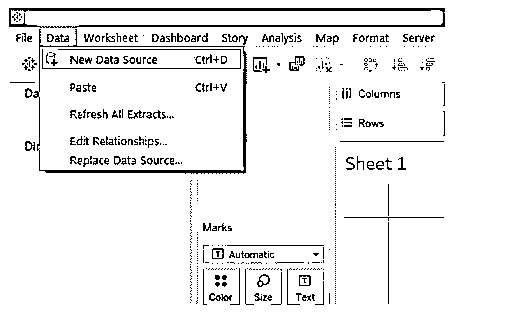 File Data Worksheet Dashboard Story Analysis Map Format Server
New Data Source Ctrl+D
Paste Ctrl+V
Refresh All Extracts...
Edit Relationships...
Replace Data Source...
Da
Dir
Columns
Rows
Sheet 1
Marks
Automatic
Color Size Text